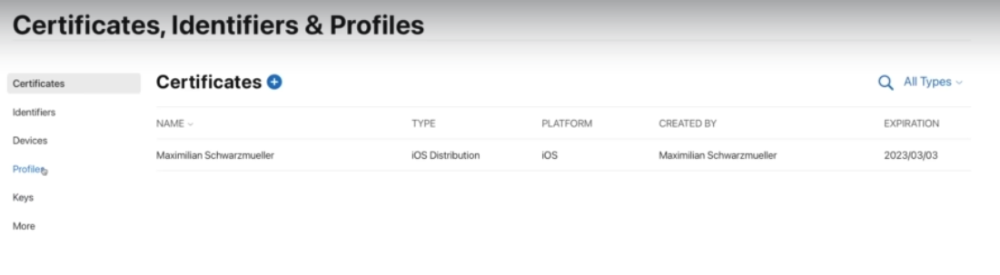 Certificates, Identifiers & Profiles
Certificates
Identifiers
Devices
Profiles
Keys
More
Certificates
All Types
NAME TYPE PLATFORM CREATED BY EXPIRATION
Maximilian Schwarzmueller iOS Distribution iOS Maximilian Schwarzmueller 2023/03/03